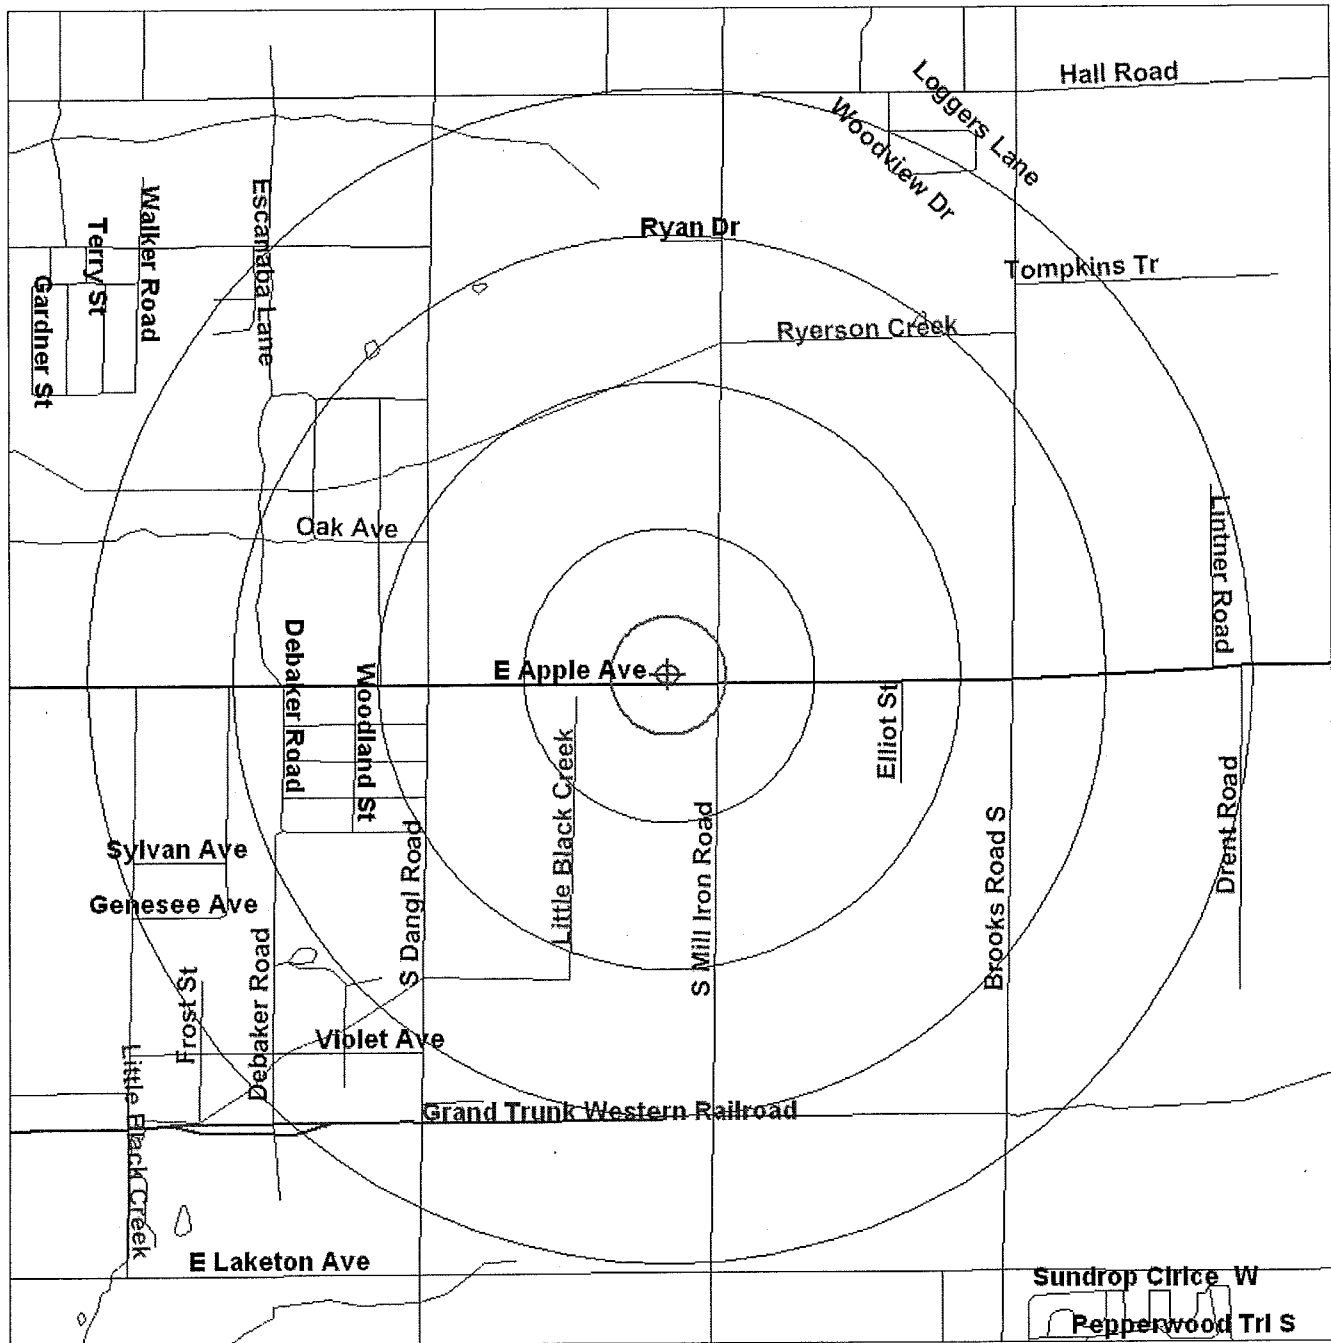 Hall Road
Loggers Lane
Woodview Dr
Escanaba Lane
Walker Road
Terry St
Gardner St
Ryan Dr
Tompkins Tr
Ryerson Creek
Oak Ave
Lintner Road
E Apple Ave
Debaker Road
Woodland St
Elliot St
Little Black Creek
S Mill Iron Road
S Dangl Road
Brooks Road S
Drent Road
Sylvan Ave
Genesee Ave
Frost St
Debaker Road
Violet Ave
Little Black Creek
Grand Trunk Western Railroad
E Laketon Ave
Sundrop Cirlce W
Pepperwood Trl S